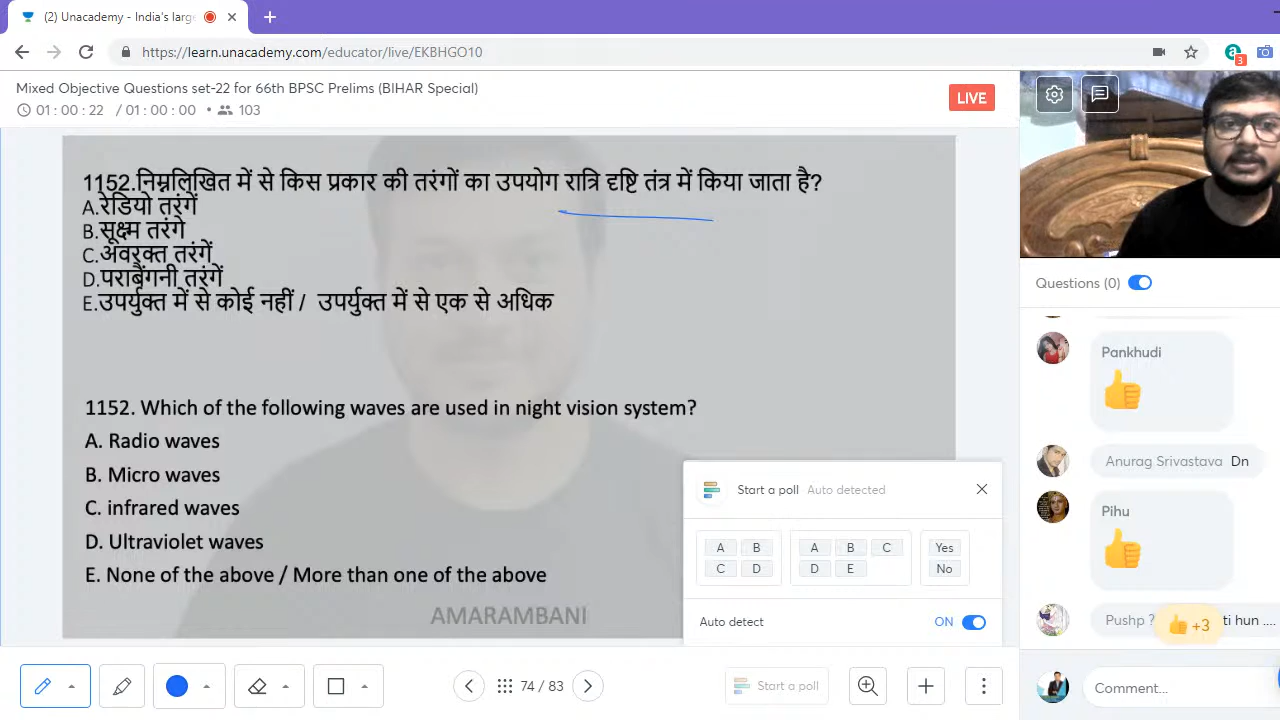 (2) Unacademy - India's larg
https://learn.unacademy.com/educator/live/EKBHGO10
3
Mixed Objective Questions set-22 for 66th BPSC Prelims (BIHAR Special)
01:00:22 / 01:00:00 • 103
LIVE
1152.निम्नलिखित में से किस प्रकार की तरंगों का उपयोग रात्रि दृष्टि तंत्र में किया जाता है?
A.रेडियो तरंगें
B.सूक्ष्म तरंगे
C.अवरक्त तरंगें
D.पराबैंगनी तरंगें
E.उपर्युक्त में से कोई नहीं / उपर्युक्त में से एक से अधिक
1152. Which of the following waves are used in night vision system?
A. Radio waves
B. Micro waves
C. infrared waves
D. Ultraviolet waves
E. None of the above / More than one of the above
AMARAMBANI
Start a poll Auto detected
A B A B C Yes
C D D E No
Auto detect ON
74 / 83
Start a poll
Questions (0)
Pankhudi
Anurag Srivastava Dn
Pihu
Pushp ? +3 ti hun ....
Comment...